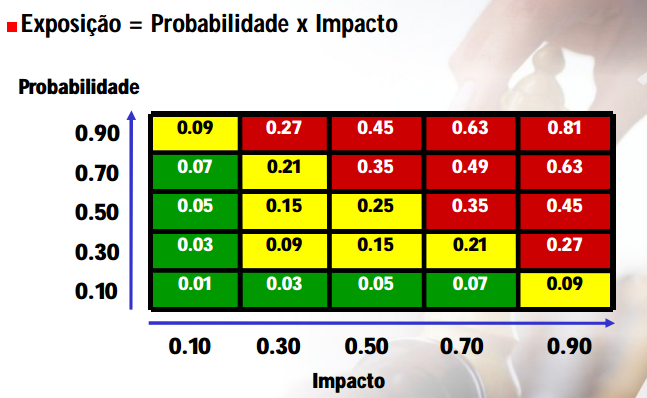 Exposição = Probabilidade x Impacto
Probabilidade
0.90 0.09 0.27 0.45 0.63 0.81
0.70 0.07 0.21 0.35 0.49 0.63
0.50 0.05 0.15 0.25 0.35 0.45
0.30 0.03 0.09 0.15 0.21 0.27
0.10 0.01 0.03 0.05 0.07 0.09
0.10 0.30 0.50 0.70 0.90
Impacto